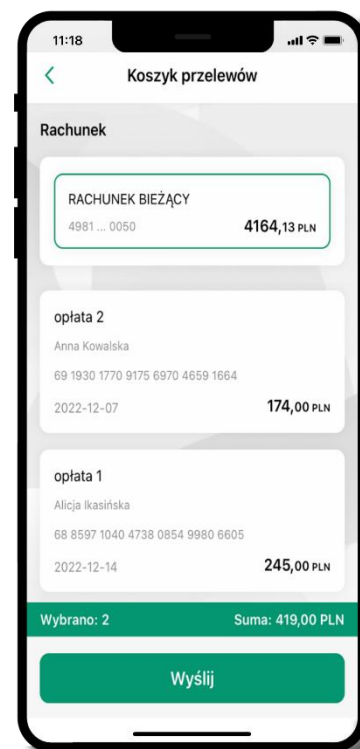 11:18
Koszyk przelewów
Rachunek
RACHUNEK BIEŻĄCY
4981 ... 0050 4164,13 PLN
opłata 2
Anna Kowalska
69 1930 1770 9175 6970 4659 1664
2022-12-07 174,00 PLN
opłata 1
Alicja Ikasińska
68 8597 1040 4738 0854 9980 6605
2022-12-14 245,00 PLN
Wybrano: 2 Suma: 419,00 PLN
Wyślij